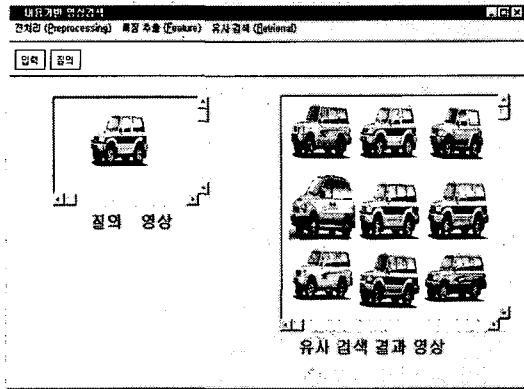 내용기반 영상검색
전처리 (Preprocessing) 특징 추출 (Feature) 유사 검색 (Retrieval)
입력 질의
질의 영상
유사 검색 결과 영상